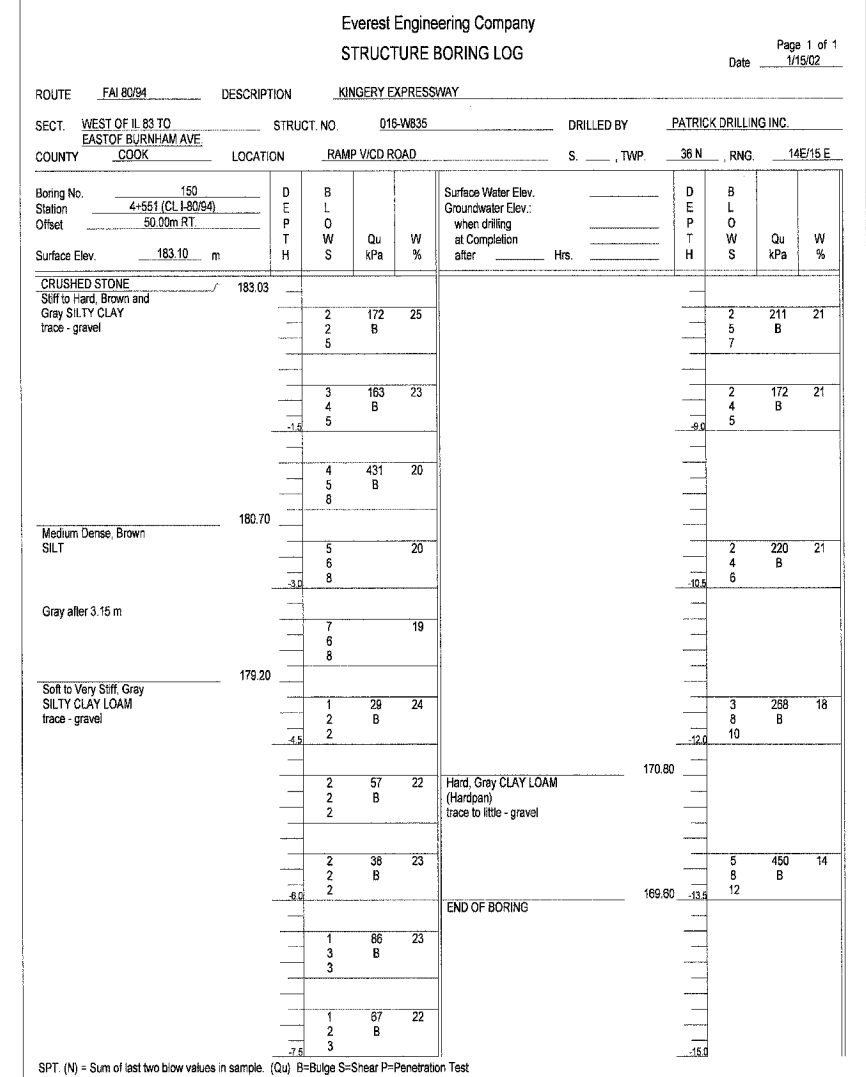 Everest Engineering Company
STRUCTURE BORING LOG
Page 1 of 1
Date 1/15/02
ROUTE FAI 80/94 DESCRIPTION KINGERY EXPRESSWAY
SECT. WEST OF IL 83 TO STRUCT. NO. 016-W835 DRILLED BY PATRICK DRILLING INC.
EASTOF BURNHAM AVE.
COUNTY COOK LOCATION RAMP V/CD ROAD S. ____ , TWP. 36 N , RNG. 14E/15 E
Boring No. 150
Station 4+551 (CL I-80/94)
Offset 50.00m RT.
Surface Elev. 183.10 m
DEPTH BLOWS Qu kPa W %
CRUSHED STONE 183.03
Stiff to Hard, Brown and
Gray SILTY CLAY
trace - gravel
2 172 25
2 B
5
3 163 23
4 B
-1.5 5
4 431 20
5 B
8
180.70
Medium Dense, Brown
SILT
5 20
6
-3.0 8
Gray after 3.15 m
7 19
6
8
179.20
Soft to Very Stiff, Gray
SILTY CLAY LOAM
trace - gravel
1 29 24
2 B
-4.5 2
2 57 22
2 B
2
2 38 23
2 B
-6.0 2
1 86 23
3 B
3
1 67 22
2 B
-7.5 3
Surface Water Elev.
Groundwater Elev.:
when drilling
at Completion
after ____ Hrs.
DEPTH BLOWS Qu kPa W %
2 211 21
5 B
7
2 172 21
4 B
-9.0 5
2 220 21
4 B
-10.5 6
3 268 18
8 B
-12.0 10
170.80
Hard, Gray CLAY LOAM
(Hardpan)
trace to little - gravel
5 450 14
8 B
169.60 -13.5 12
END OF BORING
-15.0
SPT. (N) = Sum of last two blow values in sample. (Qu) B=Bulge S=Shear P=Penetration Test